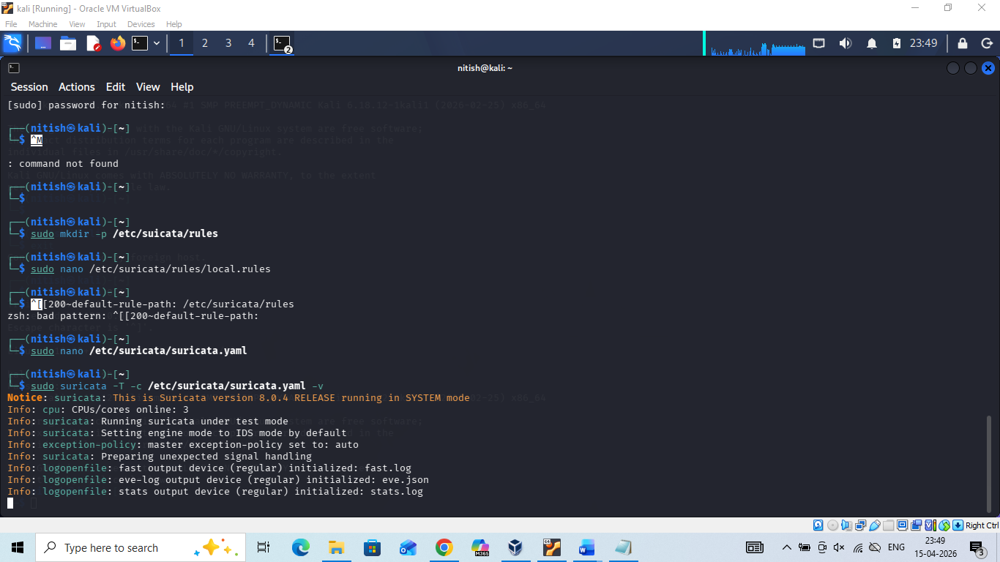 kali [Running] - Oracle VM VirtualBox
File Machine View Input Devices Help
1 2 3 4 2 23:49
nitish@kali: ~
Session Actions Edit View Help
[sudo] password for nitish:
┌──(nitish㉿kali)-[~]
└─$ ^M
: command not found
┌──(nitish㉿kali)-[~]
└─$
┌──(nitish㉿kali)-[~]
└─$ sudo mkdir -p /etc/suicata/rules
┌──(nitish㉿kali)-[~]
└─$ sudo nano /etc/suricata/rules/local.rules
┌──(nitish㉿kali)-[~]
└─$ ^[[200~default-rule-path: /etc/suricata/rules
zsh: bad pattern: ^[[200~default-rule-path:
┌──(nitish㉿kali)-[~]
└─$ sudo nano /etc/suricata/suricata.yaml
┌──(nitish㉿kali)-[~]
└─$ sudo suricata -T -c /etc/suricata/suricata.yaml -v
Notice: suricata: This is Suricata version 8.0.4 RELEASE running in SYSTEM mode
Info: cpu: CPUs/cores online: 3
Info: suricata: Running suricata under test mode
Info: suricata: Setting engine mode to IDS mode by default
Info: exception-policy: master exception-policy set to: auto
Info: suricata: Preparing unexpected signal handling
Info: logopenfile: fast output device (regular) initialized: fast.log
Info: logopenfile: eve-log output device (regular) initialized: eve.json
Info: logopenfile: stats output device (regular) initialized: stats.log
Right Ctrl
Type here to search
M365
64
ENG
23:49
15-04-2026
3